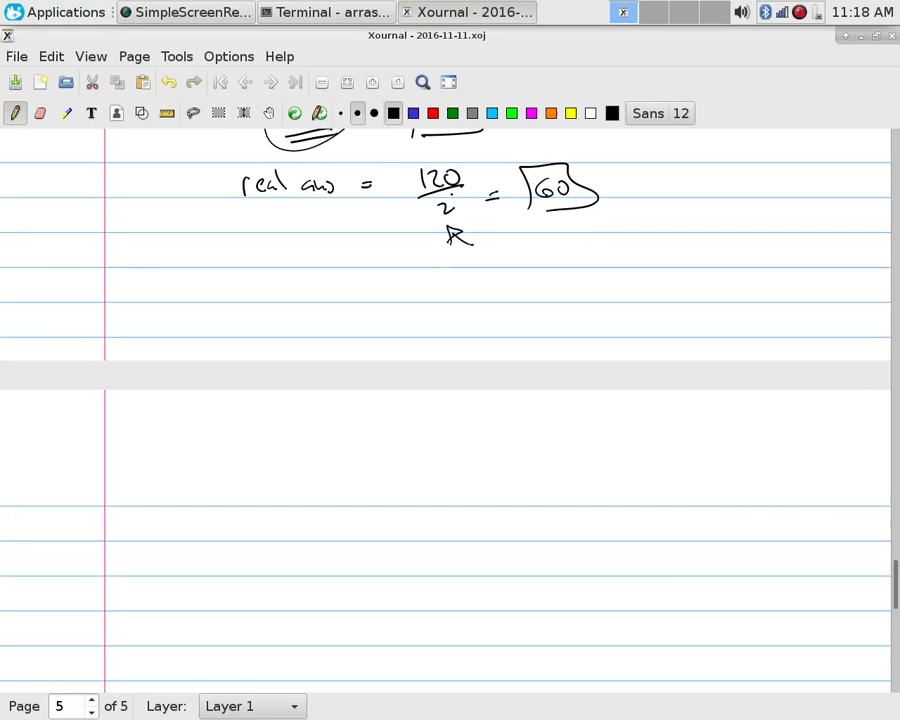 Applications SimpleScreenRe... Terminal - arras... Xournal - 2016-... 11:18 AM
Xournal - 2016-11-11.xoj
File Edit View Page Tools Options Help
T Sans 12
real ans = 120/2 = 60
Page 5 of 5 Layer: Layer 1